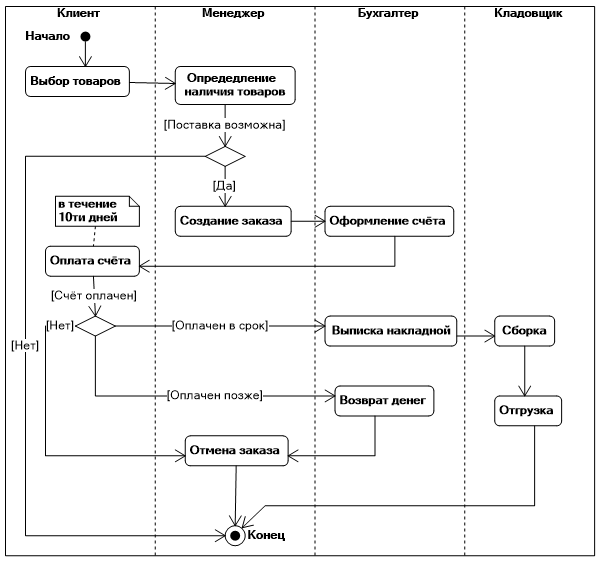 Клиент
Менеджер
Бухгалтер
Кладовщик
Начало
Выбор товаров
Опредедление
наличия товаров
[Поставка возможна]
[Да]
в течение
10ти дней
Создание заказа
Оформление счёта
Оплата счёта
[Счёт оплачен]
[Нет]
[Оплачен в срок]
Выписка накладной
Сборка
[Нет]
[Оплачен позже]
Возврат денег
Отгрузка
Отмена заказа
Конец